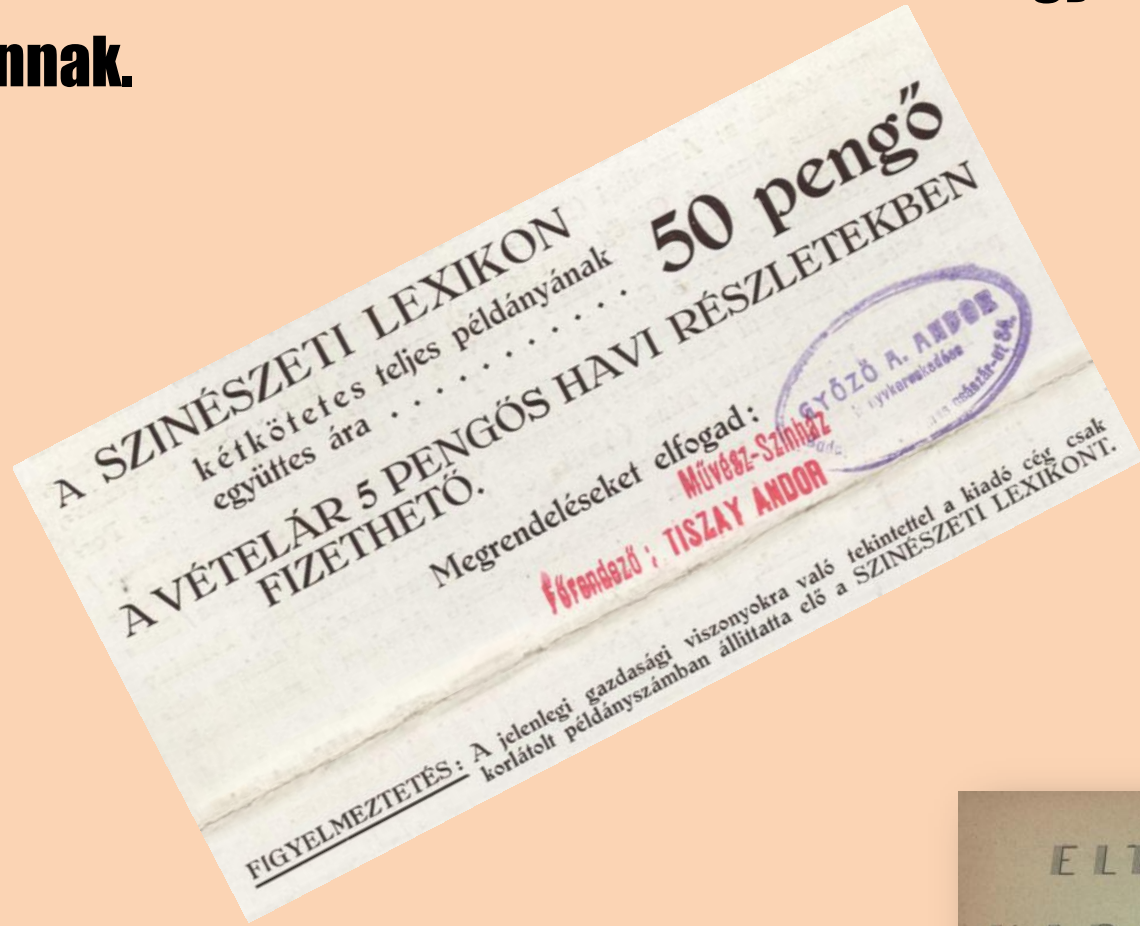 nnak.
A SZINÉSZETI LEXIKON
kétkötetes teljes példányának
együttes ára . . . . . . . . . 50 pengő
A VÉTELÁR 5 PENGŐS HAVI RÉSZLETEKBEN
FIZETHETŐ.
Megrendeléseket elfogad:
GYŐZŐ A. ANDOR
Művész-Szinház
Főrendező: TISZAY ANDOR
FIGYELMEZTETÉS: A jelenlegi gazdasági viszonyokra való tekintettel a kiadó cég csak
korlátolt példányszámban állittatta elő a SZINÉSZETI LEXIKONT.
ELT